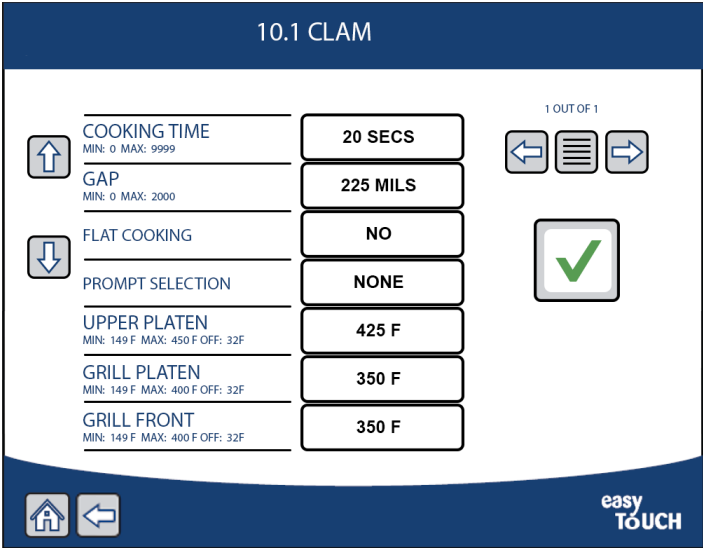 10.1 CLAM
1 OUT OF 1
COOKING TIME
MIN: 0 MAX: 9999
20 SECS
GAP
MIN: 0 MAX: 2000
225 MILS
FLAT COOKING
NO
PROMPT SELECTION
NONE
UPPER PLATEN
MIN: 149 F MAX: 450 F OFF: 32F
425 F
GRILL PLATEN
MIN: 149 F MAX: 400 F OFF: 32F
350 F
GRILL FRONT
MIN: 149 F MAX: 400 F OFF: 32F
350 F
easy
TOUCH